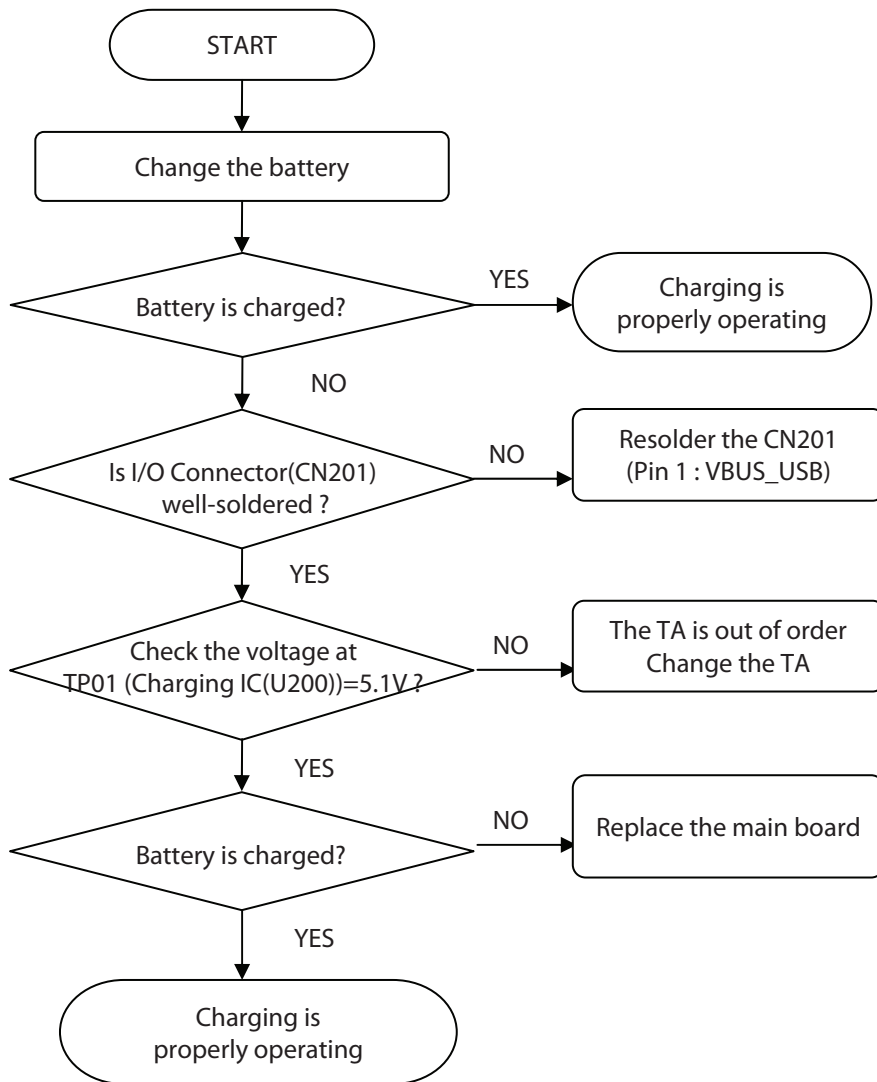 START
Change the battery
Battery is charged?
YES
Charging is
properly operating
NO
Is I/O Connector(CN201)
well-soldered ?
NO
Resolder the CN201
(Pin 1 : VBUS_USB)
YES
Check the voltage at
TP01 (Charging IC(U200))=5.1V ?
NO
The TA is out of order
Change the TA
YES
Battery is charged?
NO
Replace the main board
YES
Charging is
properly operating